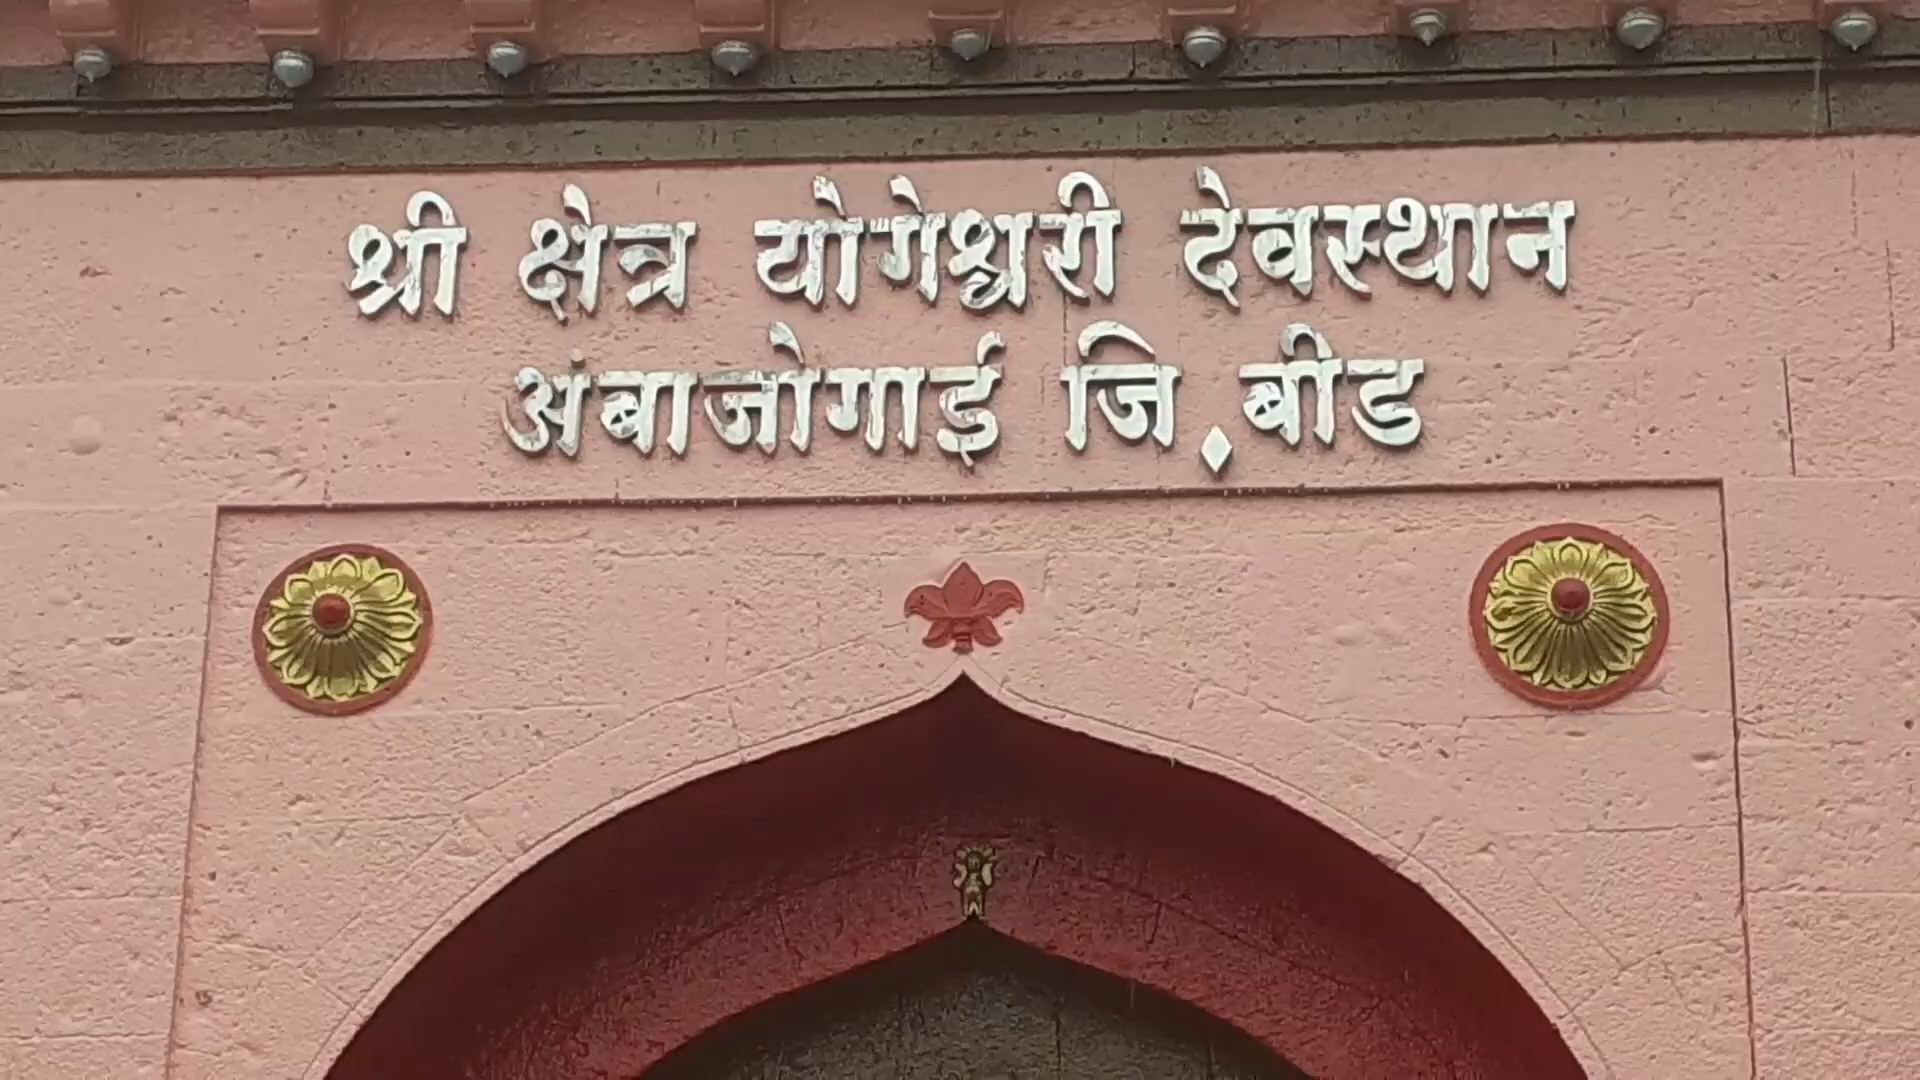 श्री क्षेत्र योगेश्वरी देवस्थान
अंबाजोगाई जि.बीड